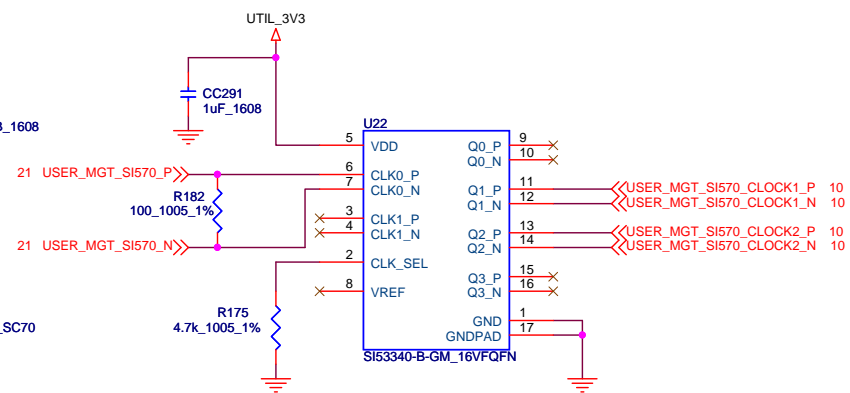 UTIL_3V3
CC291
1uF_1608
_1608
U22
5 VDD
Q0_P 9
Q0_N 10
21 USER_MGT_SI570_P
6 CLK0_P
7 CLK0_N
Q1_P 11 USER_MGT_SI570_CLOCK1_P 10
Q1_N 12 USER_MGT_SI570_CLOCK1_N 10
R182
100_1005_1%
3 CLK1_P
4 CLK1_N
Q2_P 13 USER_MGT_SI570_CLOCK2_P 10
Q2_N 14 USER_MGT_SI570_CLOCK2_N 10
21 USER_MGT_SI570_N
2 CLK_SEL
Q3_P 15
Q3_N 16
8 VREF
R175
4.7k_1005_1%
_SC70
GND 1
GNDPAD 17
SI53340-B-GM_16VFQFN